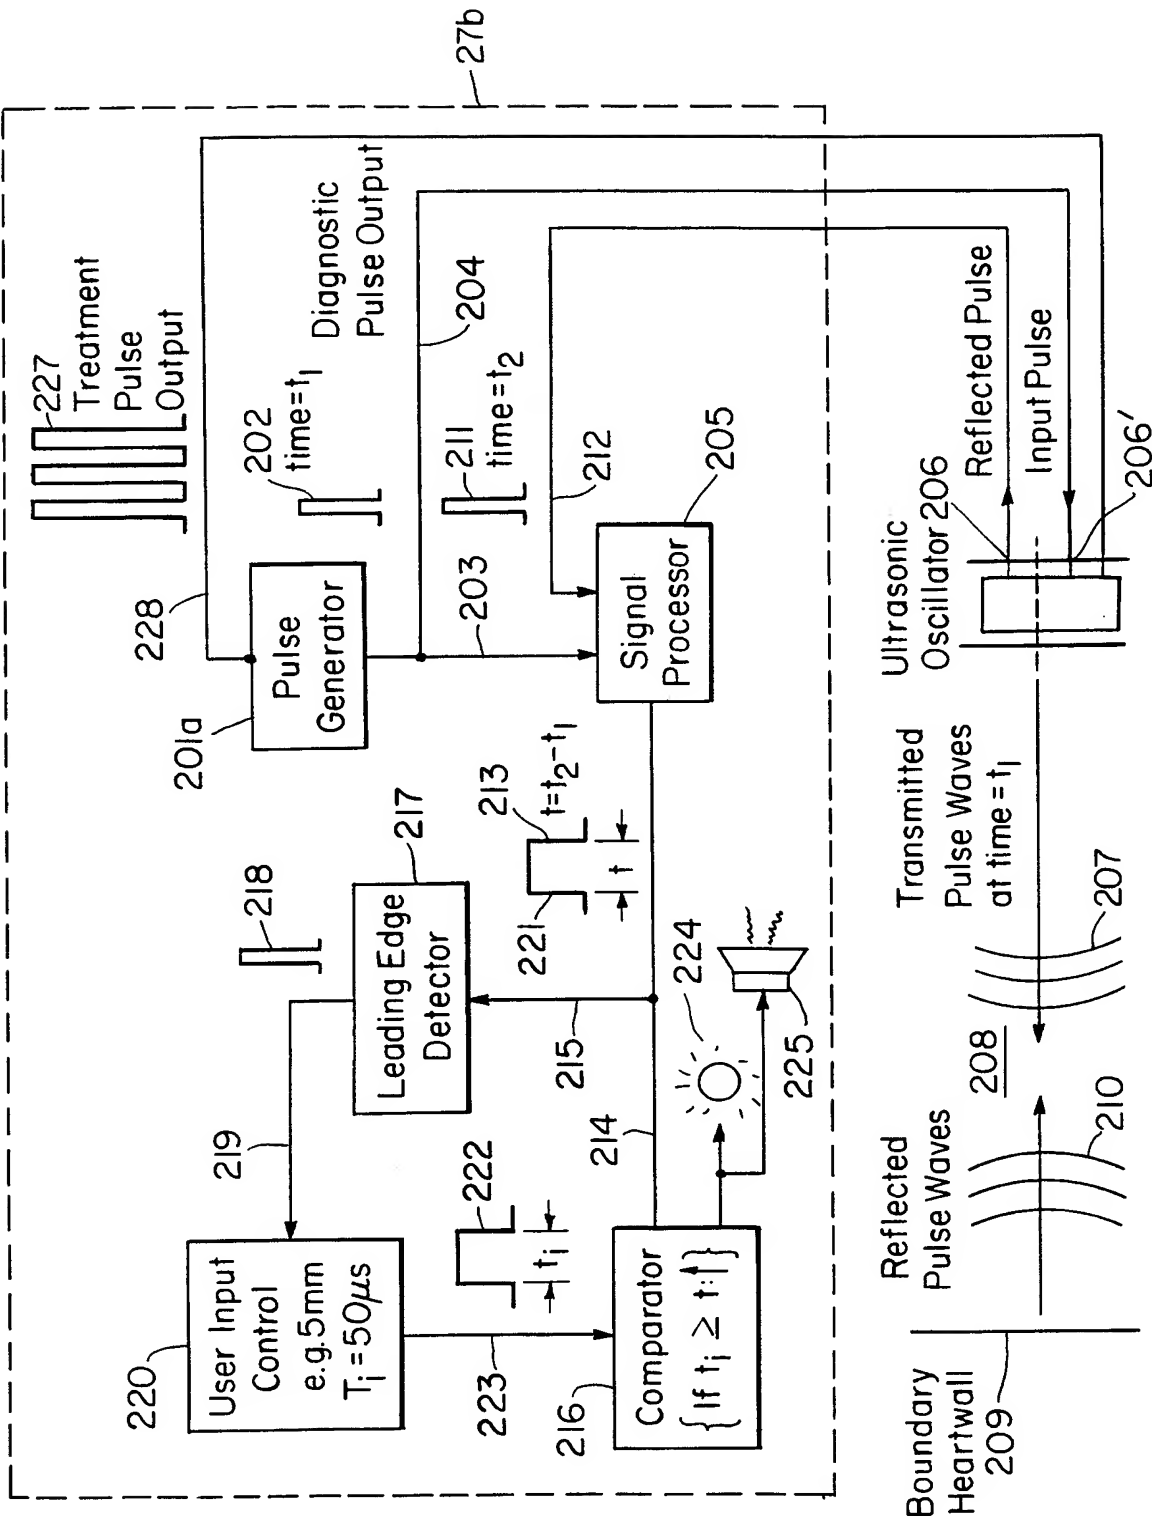 27b
227
Treatment
Pulse
Output
228
202
time=t1
Diagnostic
Pulse Output
204
201a
Pulse
Generator
203
211
time=t2
212
205
Signal
Processor
218
217
Leading Edge
Detector
213
t=t2-t1
221
t
215
219
214
224
225
220
User Input
Control
e.g.5mm
Ti=50μs
222
ti
223
216
Comparator
{If ti ≥ t:↑}
Reflected Pulse
Input Pulse
Ultrasonic
Oscillator 206
206'
Transmitted
Pulse Waves
at time = t1
207
208
Reflected
Pulse Waves
210
Boundary
Heartwall
209